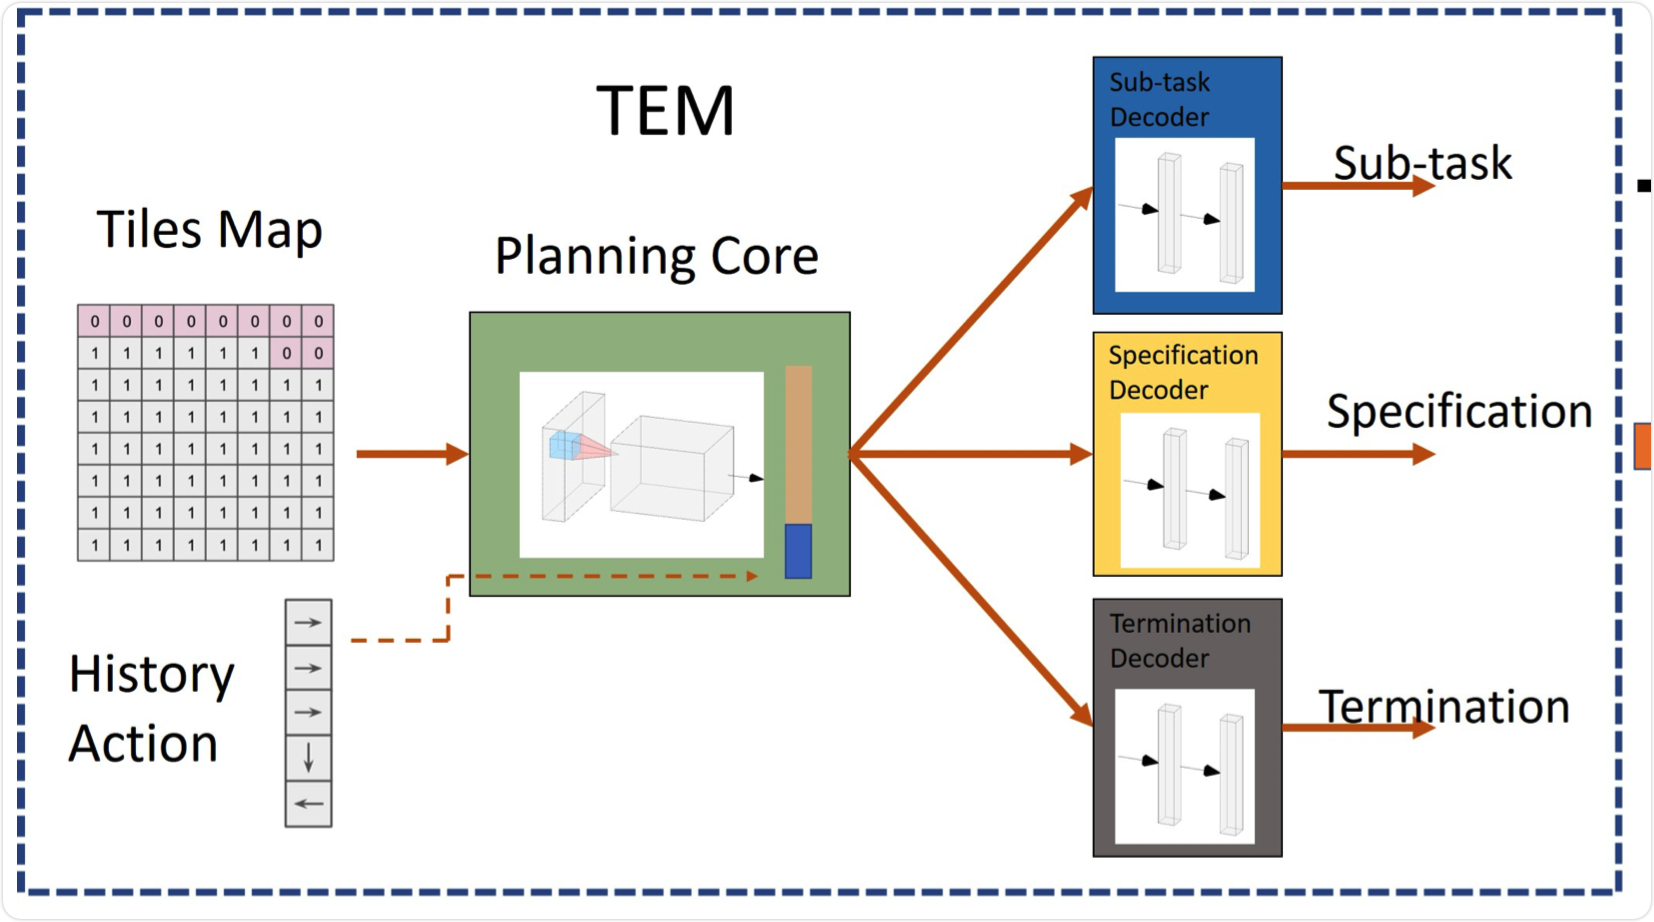 TEM
Tiles Map
Planning Core
0 0 0 0 0 0 0 0
1 1 1 1 1 1 0 0
1 1 1 1 1 1 1 1
1 1 1 1 1 1 1 1
1 1 1 1 1 1 1 1
1 1 1 1 1 1 1 1
1 1 1 1 1 1 1 1
1 1 1 1 1 1 1 1
History
Action
Sub-task
Decoder
Sub-task
Specification
Decoder
Specification
Termination
Decoder
Termination